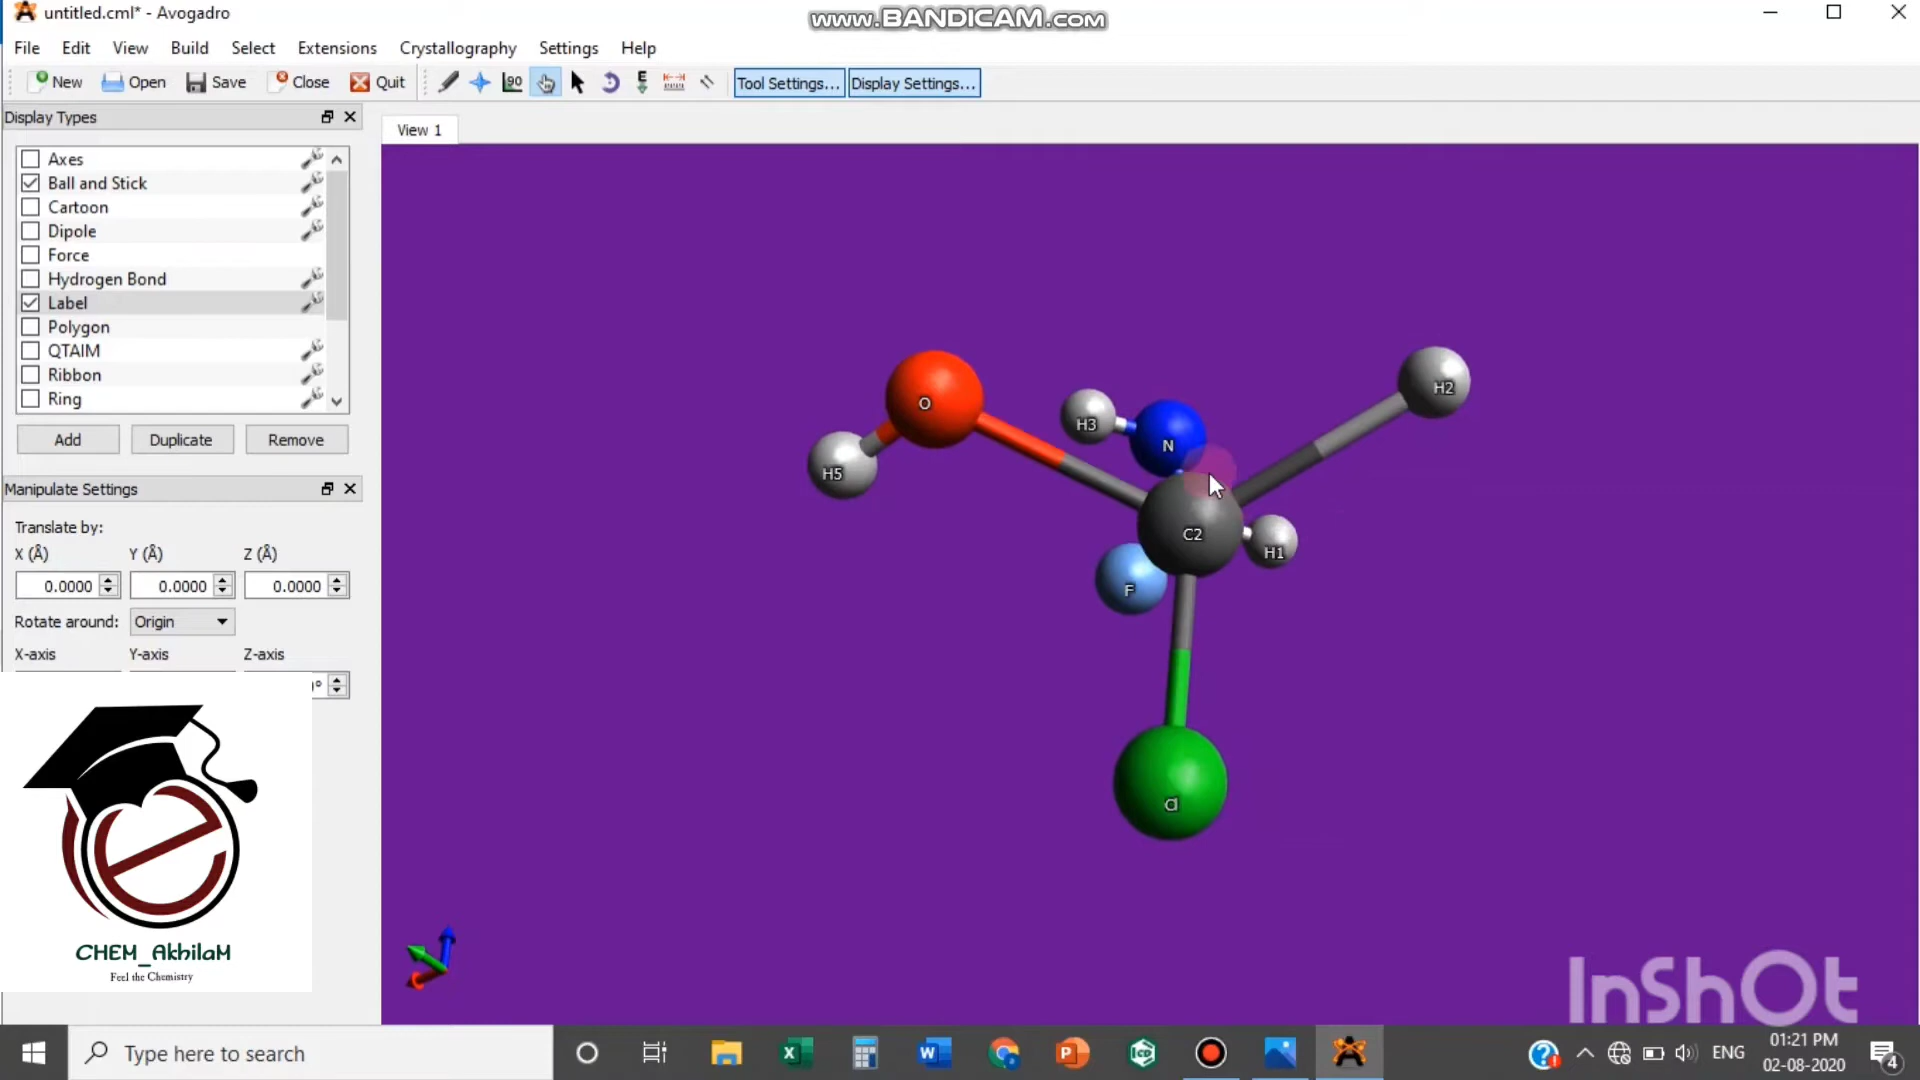 untitled.cml* - Avogadro
www.BANDICAM.com
File Edit View Build Select Extensions Crystallography Settings Help
New Open Save Close Quit Tool Settings... Display Settings...
Display Types
View 1
Axes
Ball and Stick
Cartoon
Dipole
Force
Hydrogen Bond
Label
Polygon
QTAIM
Ribbon
Ring
Add Duplicate Remove
Manipulate Settings
Translate by:
X (Å) Y (Å) Z (Å)
0.0000 0.0000 0.0000
Rotate around: Origin
X-axis Y-axis Z-axis
H2
O
H3
N
H5
C2
H1
F
Cl
CHEM_AkhilaM
Feel the Chemistry
InShOt
Type here to search
ENG
01:21 PM
02-08-2020
4